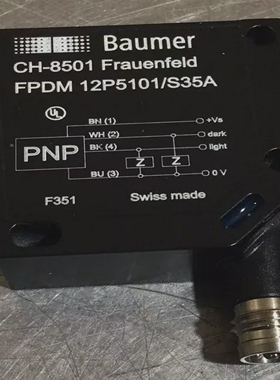 Baumer
CH-8501 Frauenfeld
FPDM 12P5101/S35A
UL
BN (1) +Vs
WH (2) dark
PNP BK (4) light
Z Z
BU (3) 0 V
F351 Swiss made